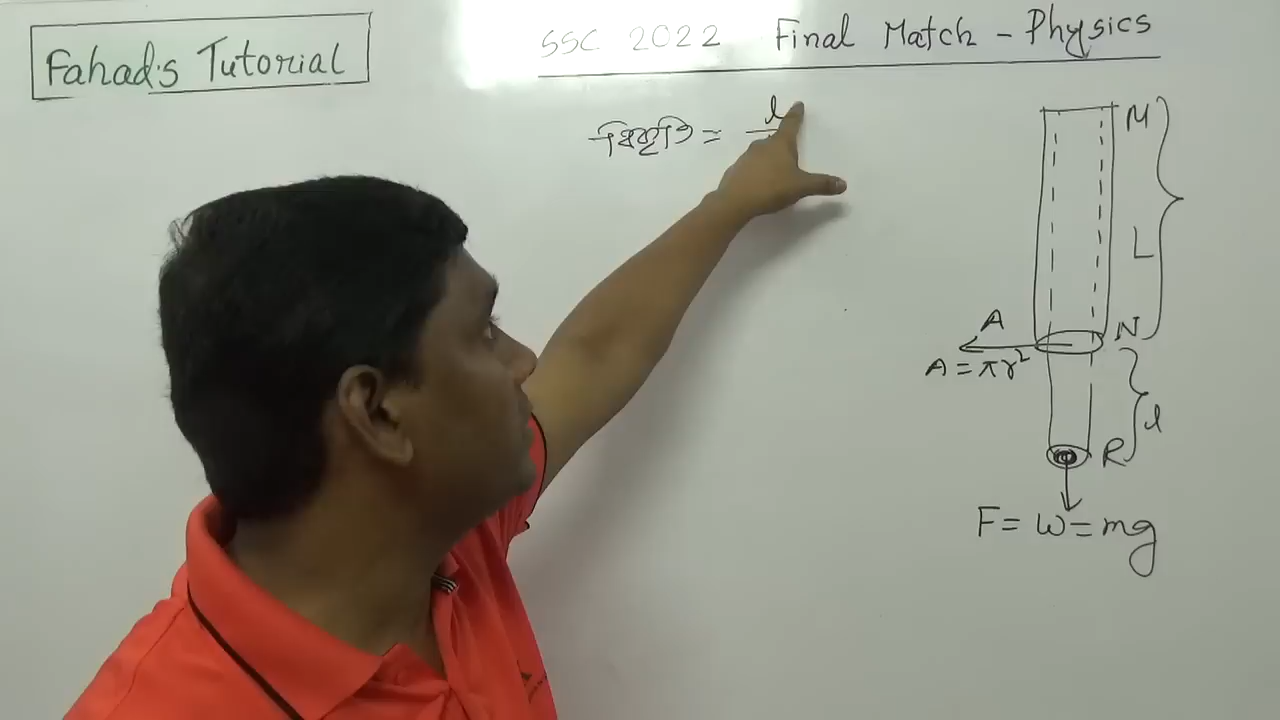 Fahad's Tutorial
SSC 2022 Final Match - Physics
বিকৃতি = l
M
L
A
N
A = πr²
l
R
F = W = mg